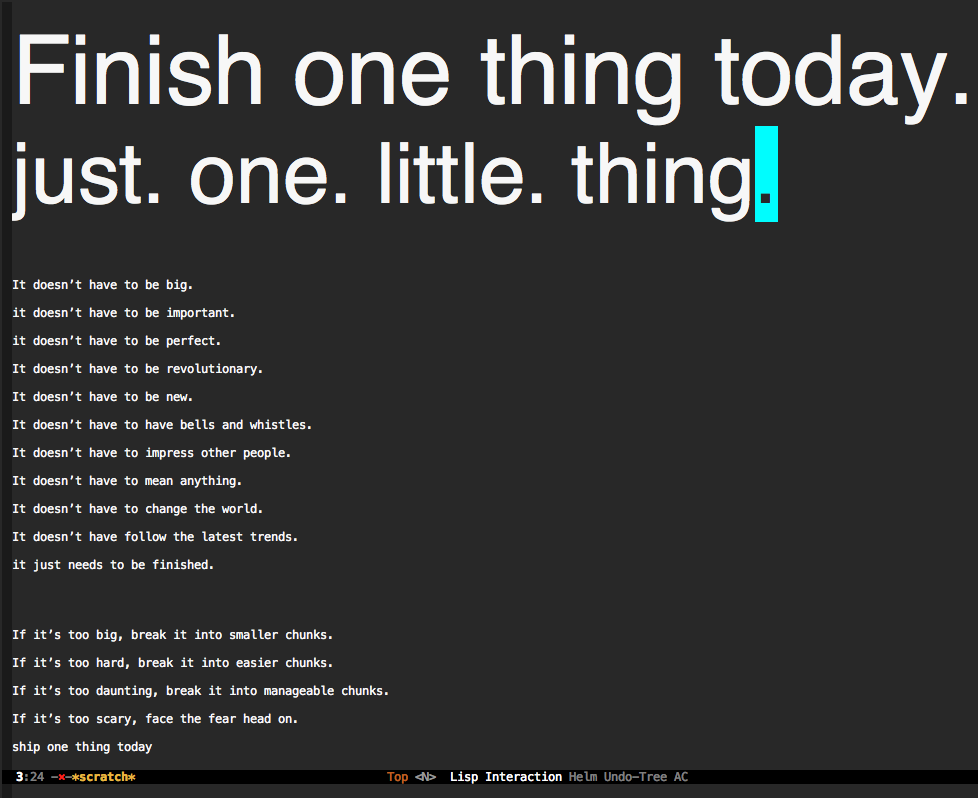 Finish one thing today.
just. one. little. thing.
It doesn’t have to be big.
it doesn’t have to be important.
it doesn’t have to be perfect.
It doesn’t have to be revolutionary.
It doesn’t have to be new.
It doesn’t have to have bells and whistles.
It doesn’t have to impress other people.
It doesn’t have to mean anything.
It doesn’t have to change the world.
It doesn’t have follow the latest trends.
it just needs to be finished.
If it’s too big, break it into smaller chunks.
If it’s too hard, break it into easier chunks.
If it’s too daunting, break it into manageable chunks.
If it’s too scary, face the fear head on.
ship one thing today
3:24 -×-*scratch* Top <N> Lisp Interaction Helm Undo-Tree AC